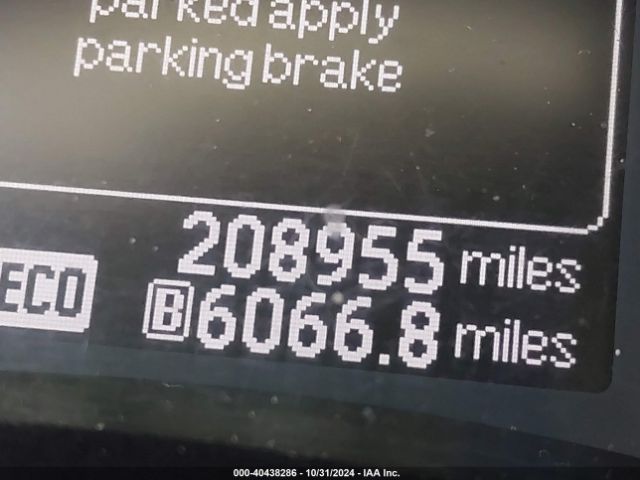 parked apply
parking brake
208955 miles
ECO
B 6066.8 miles
000-40438286 - 10/31/2024 - IAA Inc.